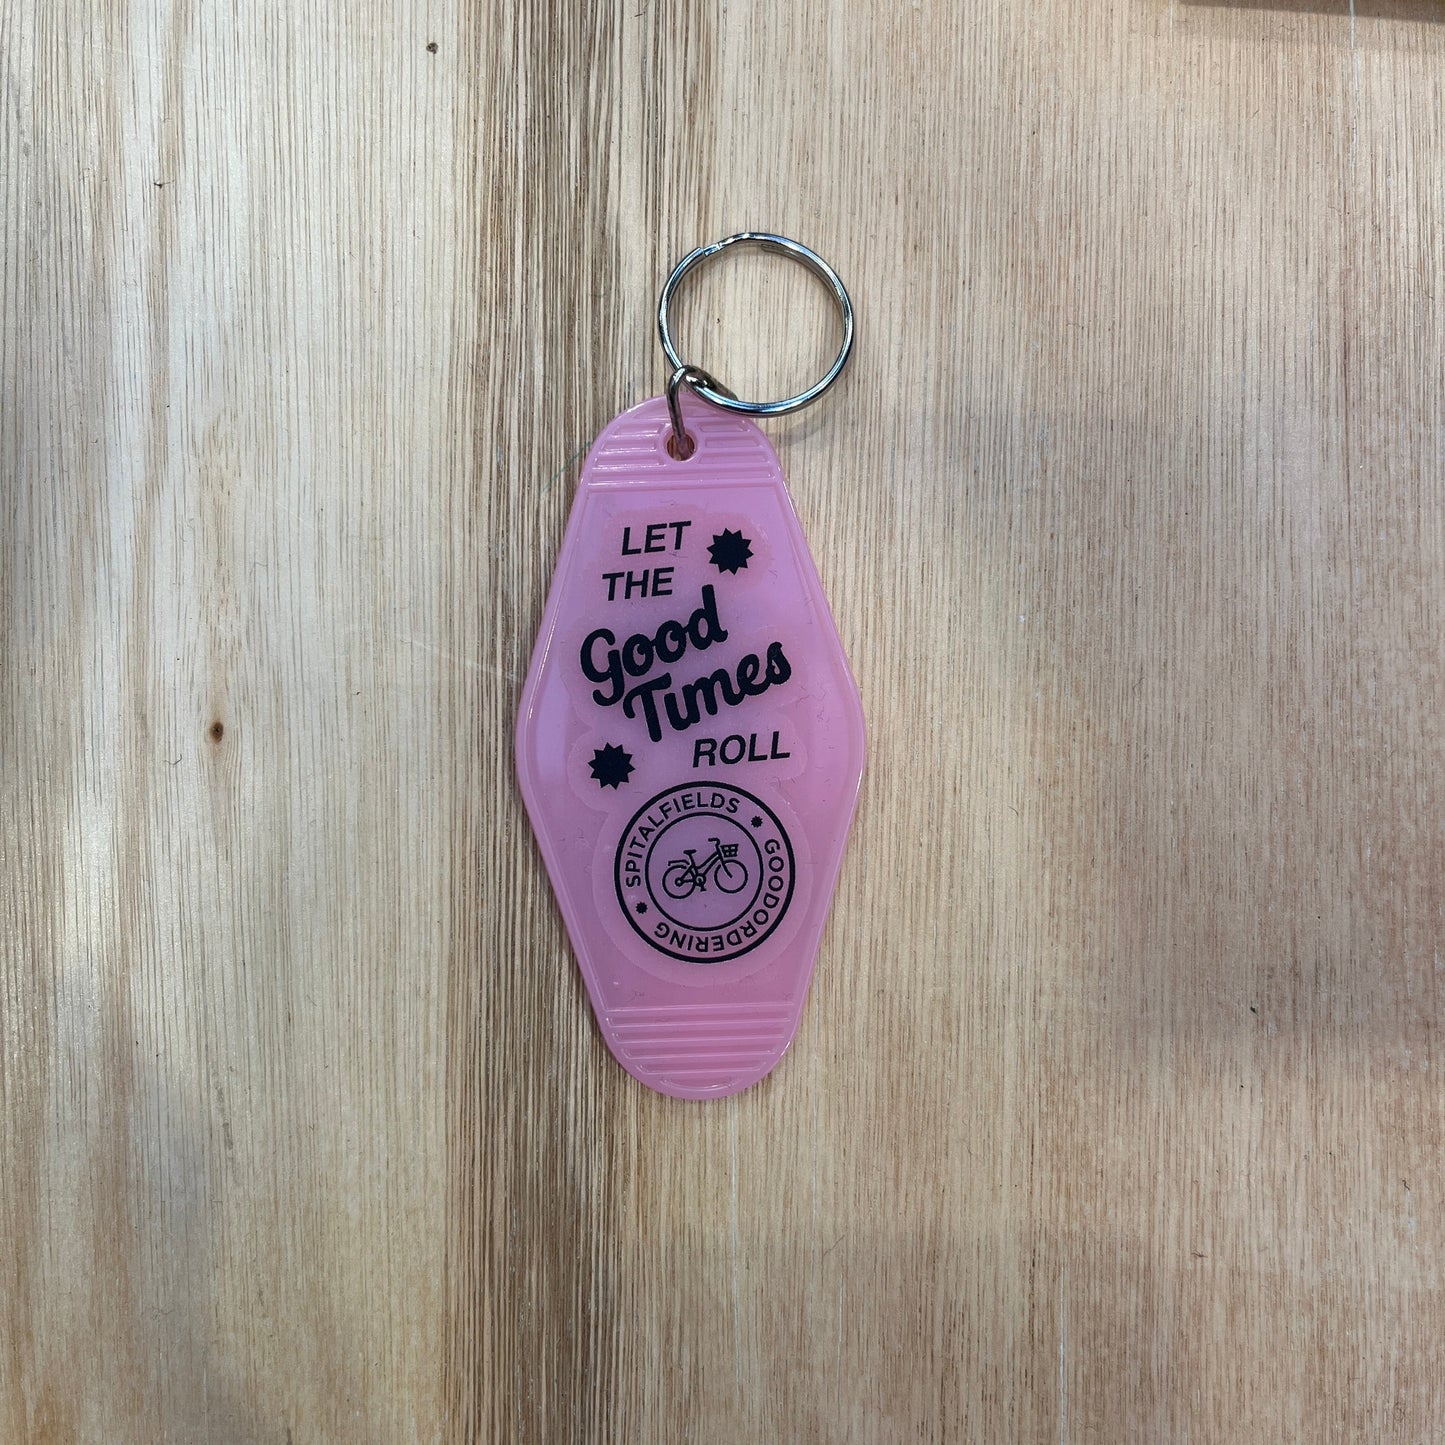 LET
THE
Good
Times
ROLL
SPITALFIELDS
GOODORDERING